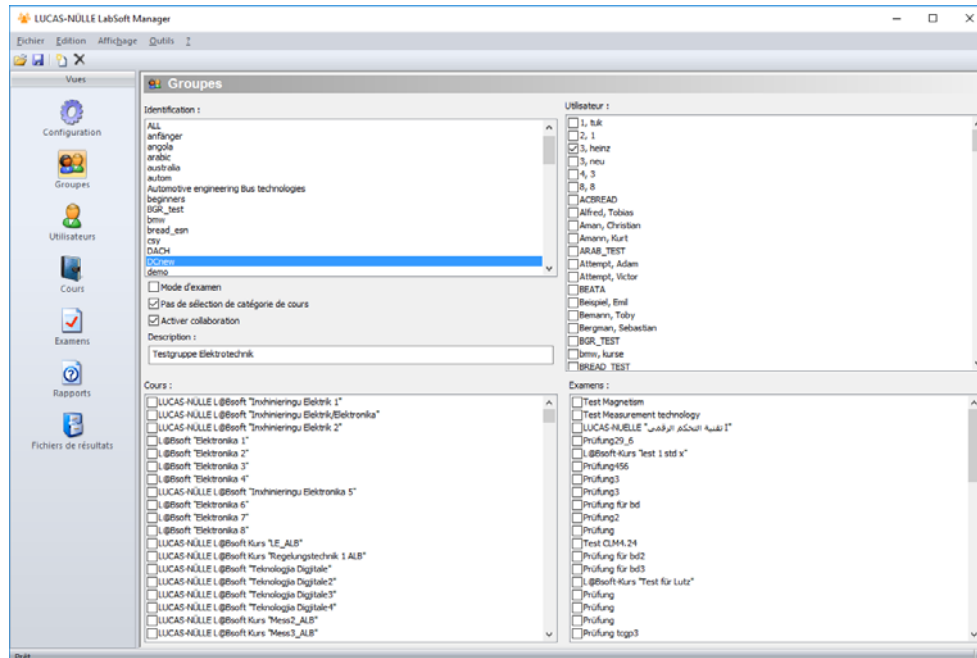 LUCAS-NÜLLE LabSoft Manager
Fichier Edition Affichage Outils ?
Vues
Configuration
Groupes
Utilisateurs
Cours
Examens
Rapports
Fichiers de résultats
Groupes
Identification :
ALL
anfänger
angola
arabic
australia
autom
Automotive engineering Bus technologies
beginners
BGR_test
bmw
bread_esn
csy
DACH
DCnew
demo
Mode d'examen
Pas de sélection de catégorie de cours
Activer collaboration
Description :
Testgruppe Elektrotechnik
Utilisateur :
1, tuk
2, 1
3, heinz
3, neu
4, 3
8, 8
ACBREAD
Alfred, Tobias
Aman, Christian
Amann, Kurt
ARAB_TEST
Attempt, Adam
Attempt, Victor
BEATA
Beispiel, Emil
Bemann, Toby
Bergman, Sebastian
BGR_TEST
bmw, kurse
BREAD_TEST
Cours :
LUCAS-NÜLLE L@Bsoft "Inxhinieringu Elektrik 1"
LUCAS-NÜLLE L@Bsoft "Inxhinieringu Elektrik/Elektronika"
LUCAS-NÜLLE L@Bsoft "Inxhinieringu Elektrik 2"
L@Bsoft "Elektronika 1"
L@Bsoft "Elektronika 2"
L@Bsoft "Elektronika 3"
L@Bsoft "Elektronika 4"
LUCAS-NÜLLE L@Bsoft "Inxhinieringu Elektronika 5"
L@Bsoft "Elektronika 6"
L@Bsoft "Elektronika 7"
L@Bsoft "Elektronika 8"
LUCAS-NÜLLE L@Bsoft Kurs "LE_ALB"
LUCAS-NÜLLE L@Bsoft Kurs "Regelungstechnik 1 ALB"
LUCAS-NÜLLE L@Bsoft "Teknologjia Digjitale"
LUCAS-NÜLLE L@Bsoft "Teknologjia Digjitale2"
LUCAS-NÜLLE L@Bsoft "Teknologjia Digjitale3"
LUCAS-NÜLLE L@Bsoft "Teknologjia Digjitale4"
LUCAS-NÜLLE L@Bsoft Kurs "Mess2_ALB"
LUCAS-NÜLLE L@Bsoft Kurs "Mess3_ALB"
Examens :
Test Magnetism
Test Measurement technology
LUCAS-NUELLE "تقنية التحكم الرقمي I"
Prüfung29_6
L@Bsoft-Kurs "test 1 std x"
Prüfung456
Prüfung3
Prüfung3
Prüfung für bd
Prüfung2
Prüfung
Test CLM4.24
Prüfung für bd2
Prüfung für bd3
L@Bsoft-Kurs "Test für Lutz"
Prüfung
Prüfung
Prüfung
Prüfung tcgp3